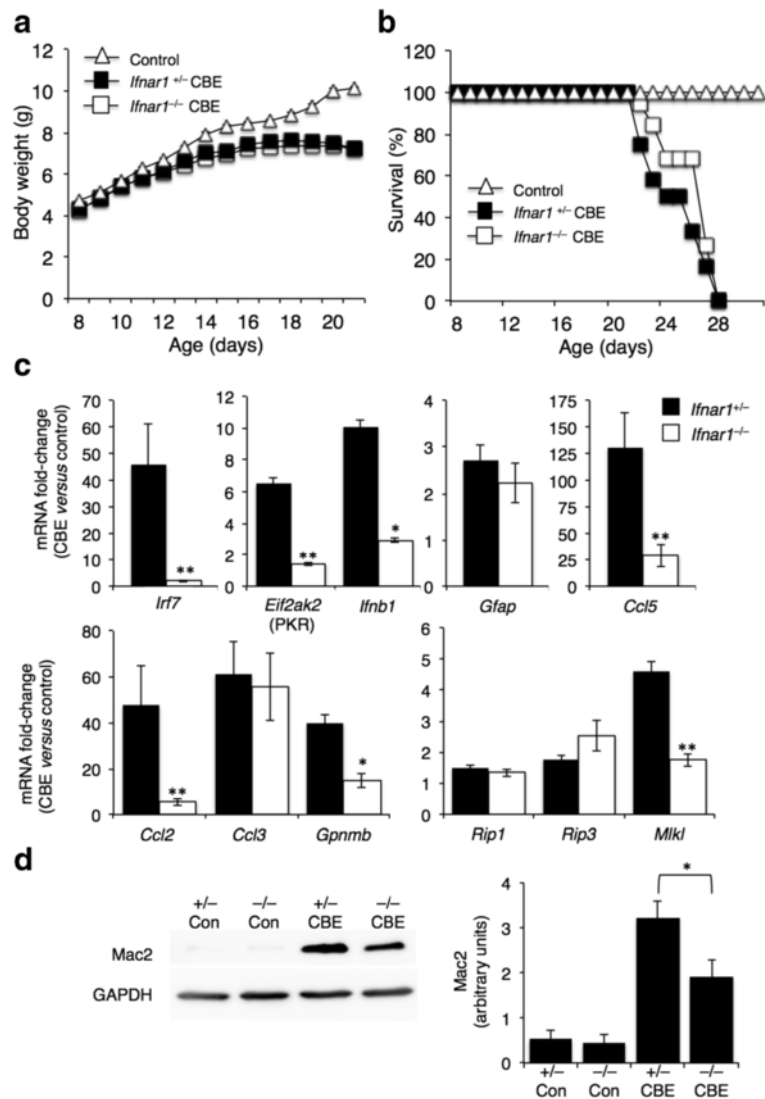 a
12
10
8
6
4
2
0
Body weight (g)
Control
Ifnar1 +/– CBE
Ifnar1–/– CBE
8 10 12 14 16 18 20
Age (days)
b
120
100
80
60
40
20
0
Survival (%)
Control
Ifnar1 +/– CBE
Ifnar1–/– CBE
8 12 16 20 24 28
Age (days)
c
mRNA fold-change
(CBE versus control)
70
60
50
40
30
20
10
0
**
Irf7
12
10
8
6
4
2
0
**
*
Eif2ak2
(PKR)
Ifnb1
4
3
2
1
0
Gfap
175
150
125
100
75
50
25
0
**
Ccl5
Ifnar1+/–
Ifnar1–/–
mRNA fold-change
(CBE versus control)
80
60
40
20
0
**
*
Ccl2 Ccl3 Gpnmb
6
5
4
3
2
1
0
**
Rip1 Rip3 Mlkl
d
+/– –/– +/– –/–
Con Con CBE CBE
Mac2
GAPDH
Mac2
(arbitrary units)
4
3
2
1
0
*
+/– –/– +/– –/–
Con Con CBE CBE